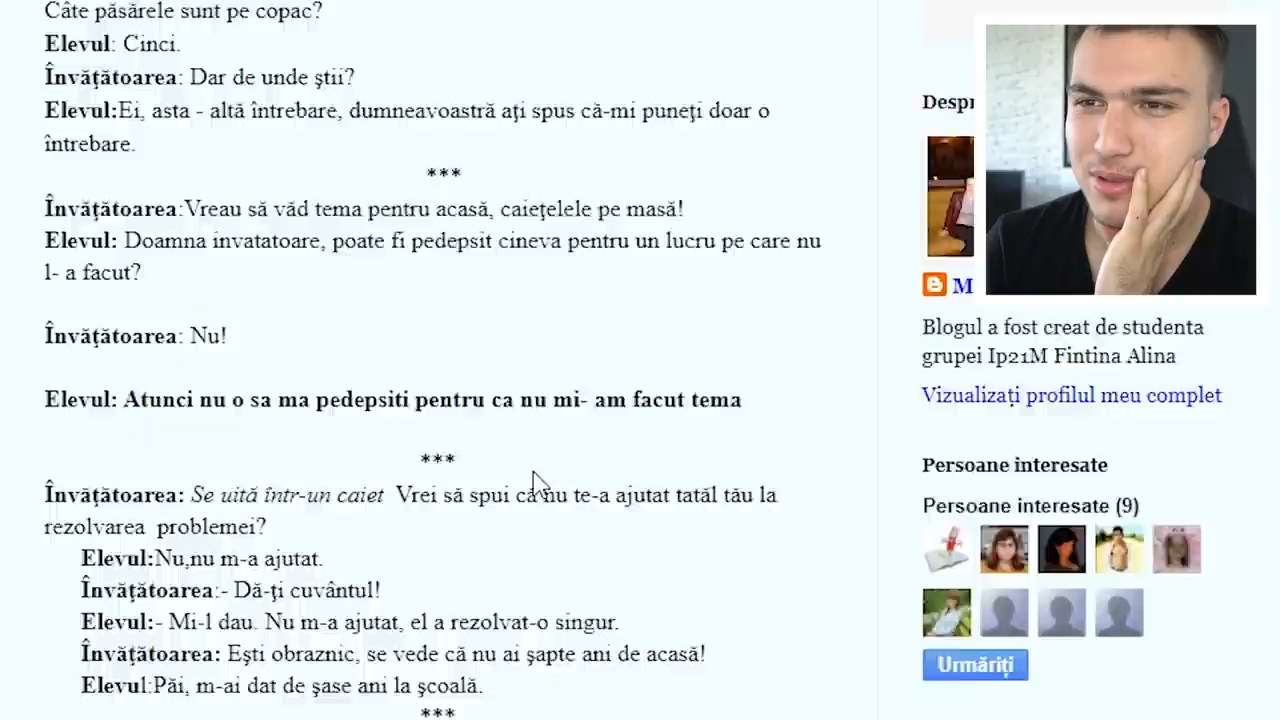 Câte păsărele sunt pe copac?
Elevul: Cinci.
Învăţătoarea: Dar de unde ştii?
Elevul:Ei, asta - altă întrebare, dumneavoastră aţi spus că-mi puneţi doar o
întrebare.
***
Învăţătoarea:Vreau să văd tema pentru acasă, caieţelele pe masă!
Elevul: Doamna invatatoare, poate fi pedepsit cineva pentru un lucru pe care nu
l- a facut?
Învăţătoarea: Nu!
Elevul: Atunci nu o sa ma pedepsiti pentru ca nu mi- am facut tema
***
Învăţătoarea: Se uită într-un caiet Vrei să spui că nu te-a ajutat tatăl tău la
rezolvarea problemei?
Elevul:Nu,nu m-a ajutat.
Învăţătoarea:- Dă-ţi cuvântul!
Elevul:- Mi-l dau. Nu m-a ajutat, el a rezolvat-o singur.
Învăţătoarea: Eşti obraznic, se vede că nu ai şapte ani de acasă!
Elevul:Păi, m-ai dat de şase ani la şcoală.
***
Despr
M
Blogul a fost creat de studenta
grupei Ip21M Fintina Alina
Vizualizați profilul meu complet
Persoane interesate
Persoane interesate (9)
Urmăriți